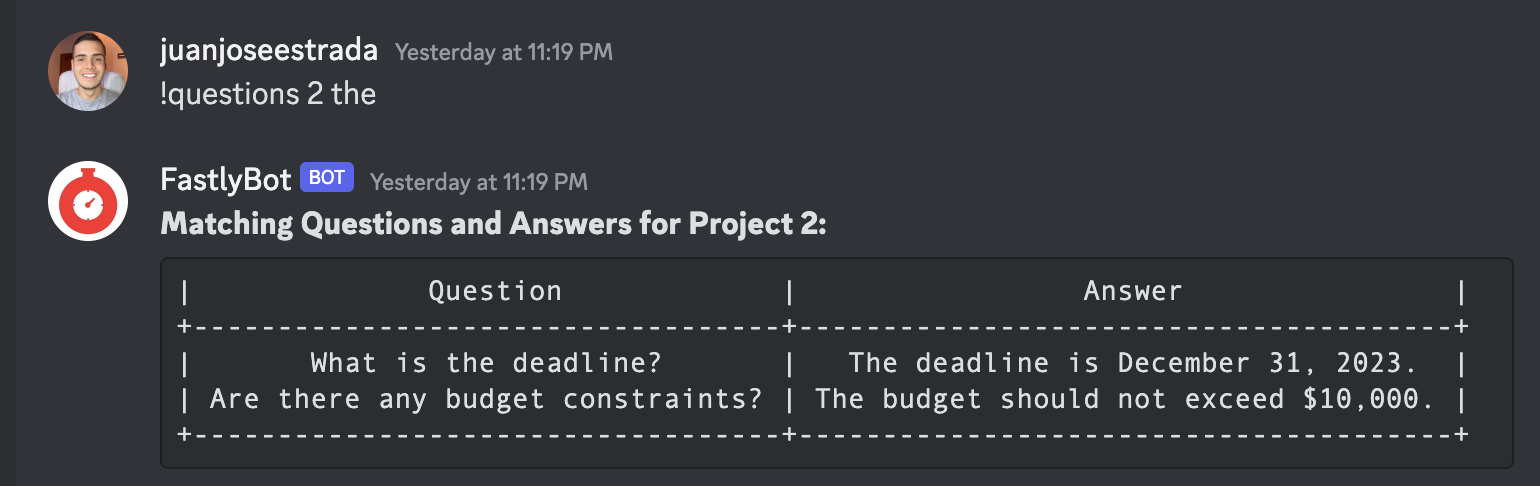 juanjoseestrada Yesterday at 11:19 PM
!questions 2 the
FastlyBot BOT Yesterday at 11:19 PM
Matching Questions and Answers for Project 2:
| Question | Answer |
+-----------------------------------+---------------------------------------+
| What is the deadline? | The deadline is December 31, 2023. |
| Are there any budget constraints? | The budget should not exceed $10,000. |
+-----------------------------------+---------------------------------------+